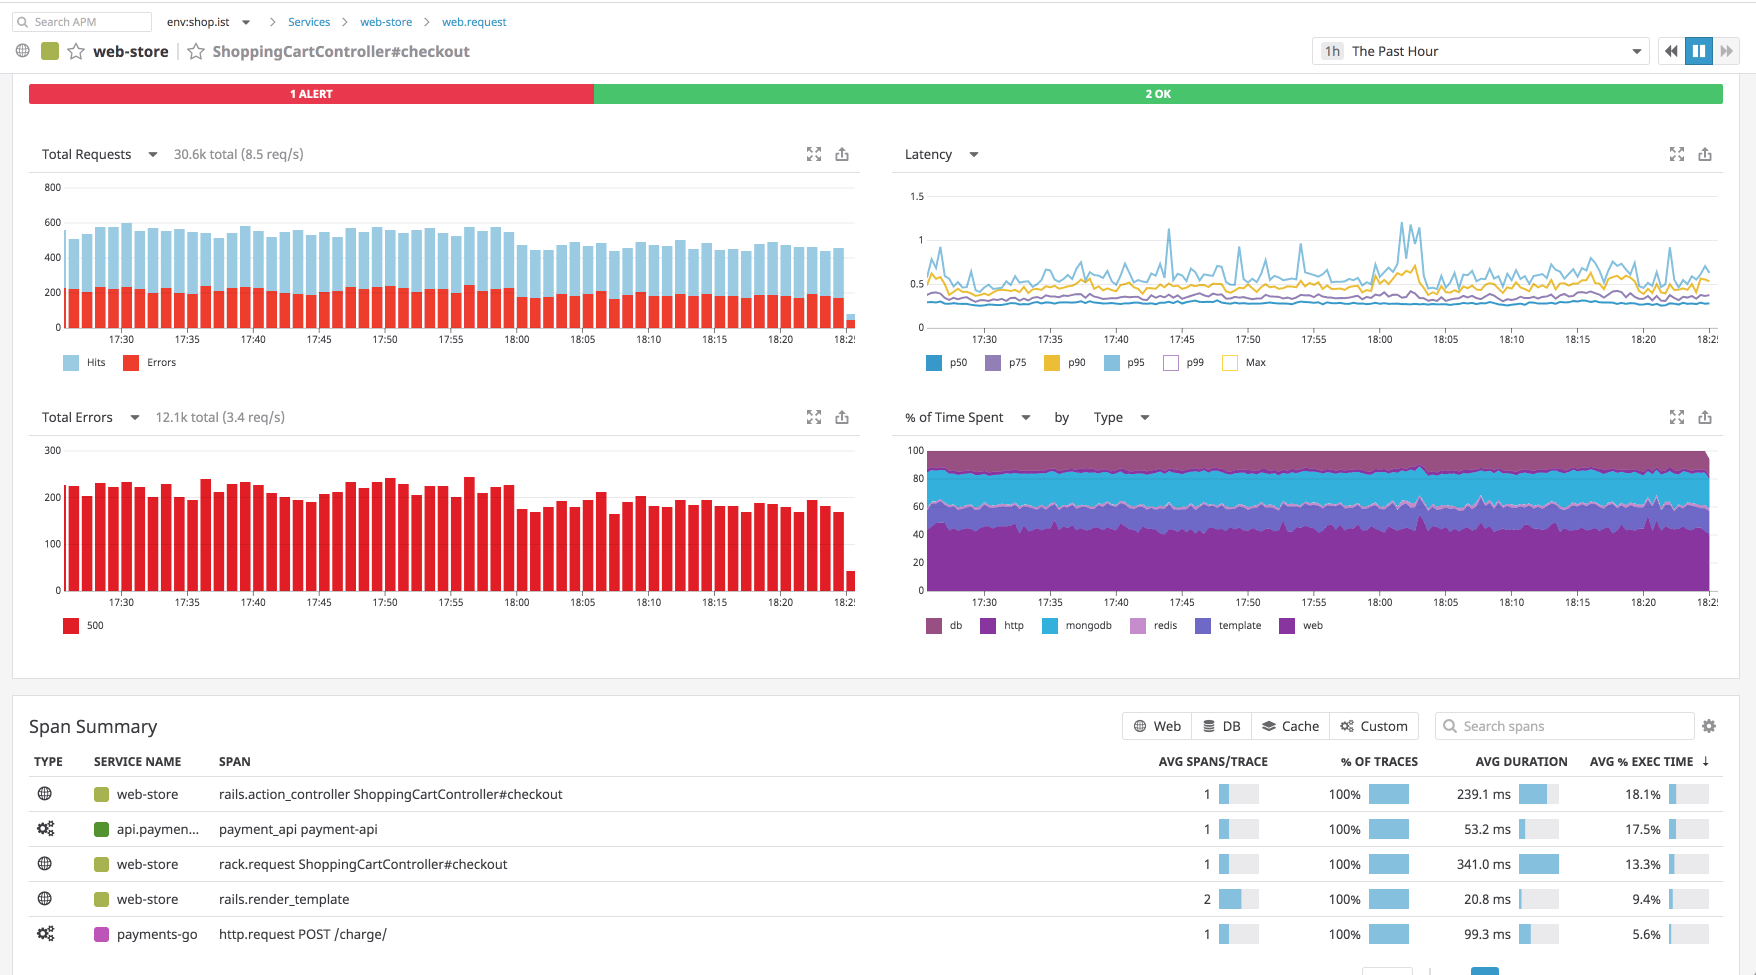 Search APM env:shop.ist Services web-store web.request
web-store ShoppingCartController#checkout 1h The Past Hour
1 ALERT 2 OK
Total Requests 30.6k total (8.5 req/s)
800
600
400
200
0
17:30 17:35 17:40 17:45 17:50 17:55 18:00 18:05 18:10 18:15 18:20
Hits Errors
Latency
1.5
1
0.5
0
17:30 17:35 17:40 17:45 17:50 17:55 18:00 18:05 18:10 18:15 18:20
p50 p75 p90 p95 p99 Max
Total Errors 12.1k total (3.4 req/s)
300
200
100
0
17:30 17:35 17:40 17:45 17:50 17:55 18:00 18:05 18:10 18:15 18:20
500
% of Time Spent by Type
100
80
60
40
20
0
17:30 17:35 17:40 17:45 17:50 17:55 18:00 18:05 18:10 18:15 18:20
db http mongodb redis template web
Span Summary Web DB Cache Custom Search spans
TYPE SERVICE NAME SPAN AVG SPANS/TRACE % OF TRACES AVG DURATION AVG % EXEC TIME ↓
web-store rails.action_controller ShoppingCartController#checkout 1 100% 239.1 ms 18.1%
api.paymen... payment_api payment-api 1 100% 53.2 ms 17.5%
web-store rack.request ShoppingCartController#checkout 1 100% 341.0 ms 13.3%
web-store rails.render_template 2 100% 20.8 ms 9.4%
payments-go http.request POST /charge/ 1 100% 99.3 ms 5.6%